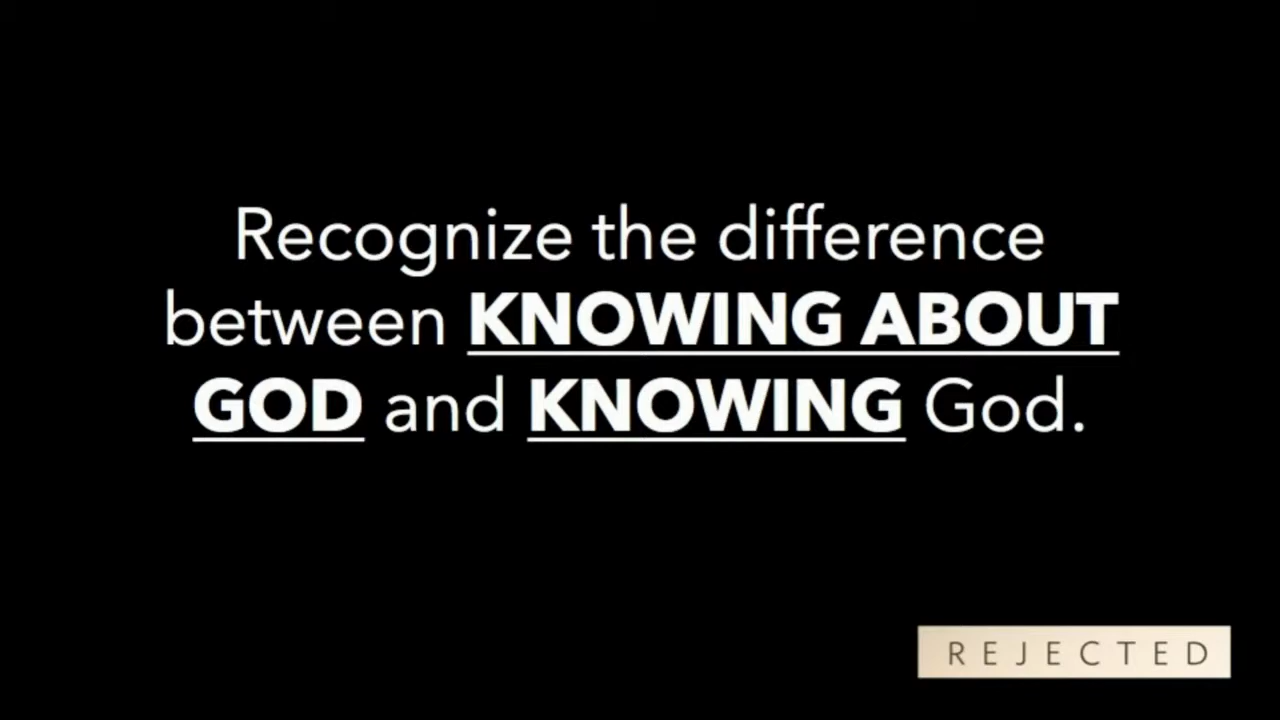 Recognize the difference
between KNOWING ABOUT
GOD and KNOWING God.
REJECTED